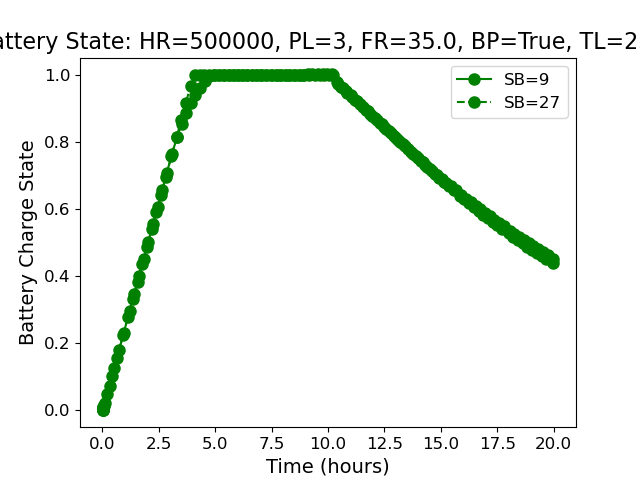 attery State: HR=500000, PL=3, FR=35.0, BP=True, TL=2
SB=9
SB=27
Battery Charge State
1.0
0.8
0.6
0.4
0.2
0.0
0.0 2.5 5.0 7.5 10.0 12.5 15.0 17.5 20.0
Time (hours)